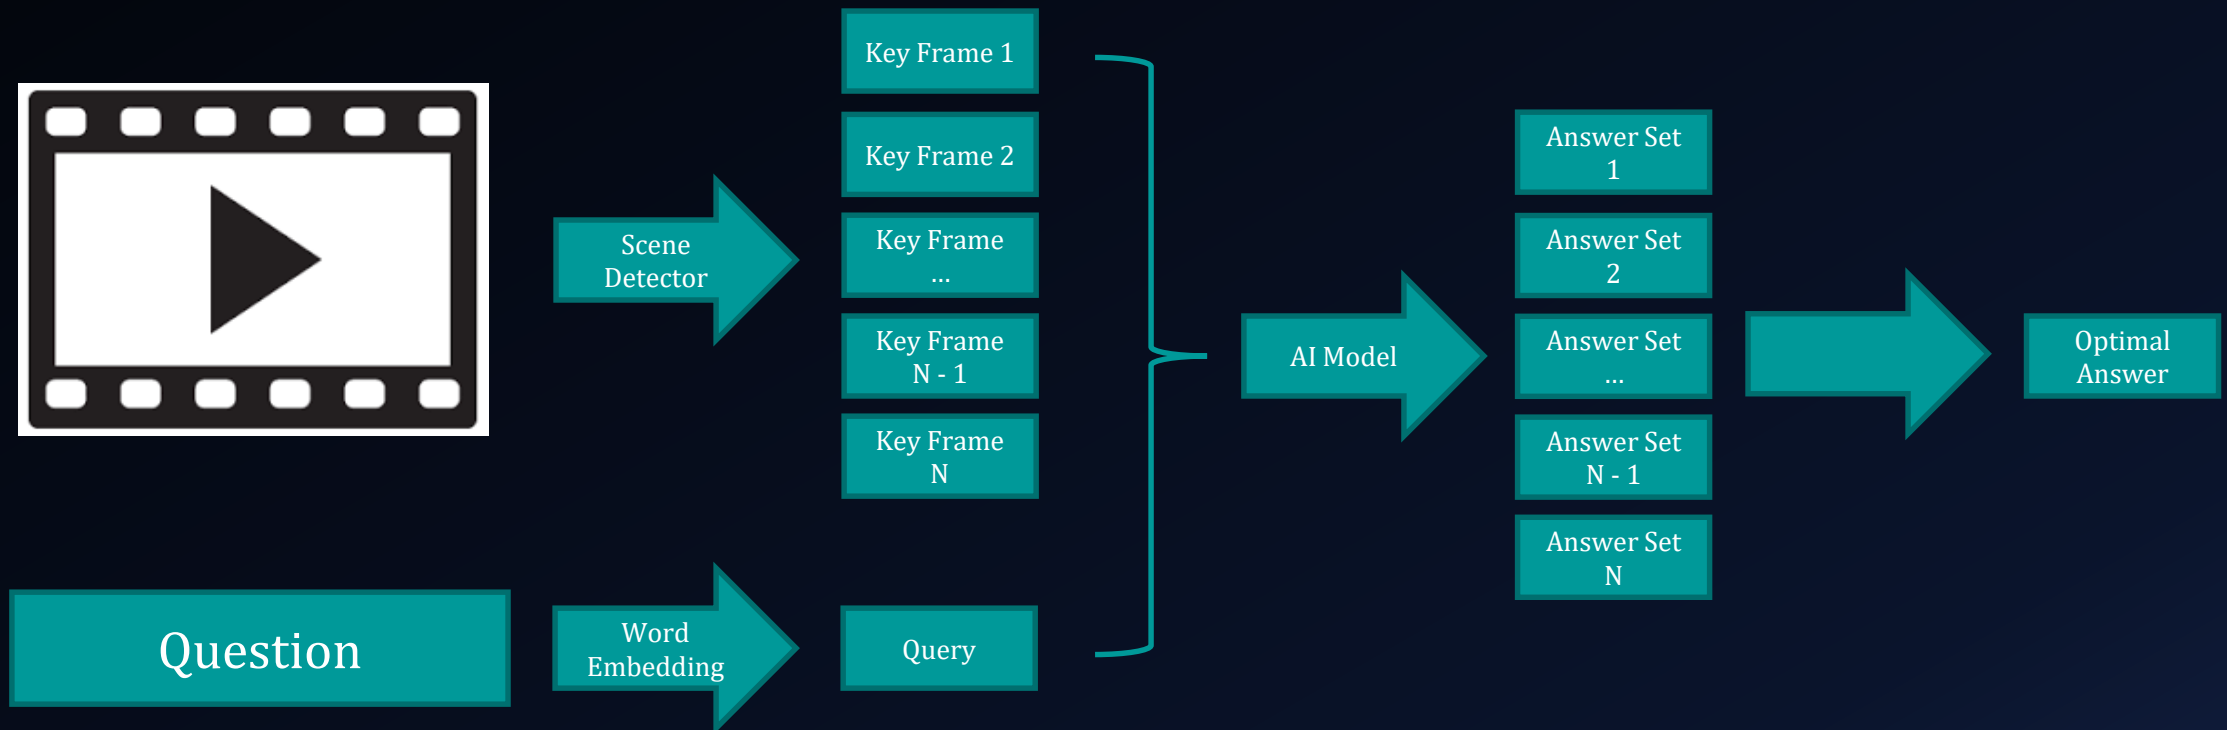 Key Frame 1
Key Frame 2
Key Frame
...
Key Frame
N - 1
Key Frame
N
Scene
Detector
Question
Word
Embedding
Query
AI Model
Answer Set
1
Answer Set
2
Answer Set
...
Answer Set
N - 1
Answer Set
N
Optimal
Answer